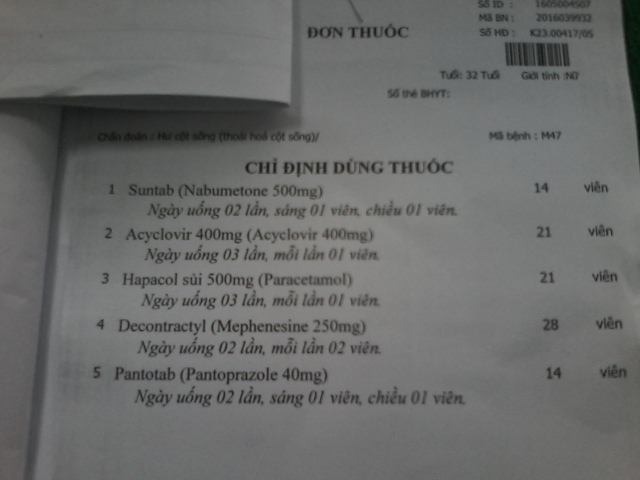 Số ID : 1605004507
Mã BN : 2016039932
ĐƠN THUỐC
Số HD : K23.00417/05
Tuổi: 32 Tuổi Giới tính :Nữ
Số thẻ BHYT:
Chẩn đoán : Hư cột sống (thoái hoá cột sống)/ Mã bệnh : M47
CHỈ ĐỊNH DÙNG THUỐC
1 Suntab (Nabumetone 500mg) 14 viên
Ngày uống 02 lần, sáng 01 viên, chiều 01 viên.
2 Acyclovir 400mg (Acyclovir 400mg) 21 viên
Ngày uống 03 lần, mỗi lần 01 viên.
3 Hapacol sủi 500mg (Paracetamol) 21 viên
Ngày uống 03 lần, mỗi lần 01 viên.
4 Decontractyl (Mephenesine 250mg) 28 viên
Ngày uống 02 lần, mỗi lần 02 viên.
5 Pantotab (Pantoprazole 40mg) 14 viên
Ngày uống 02 lần, sáng 01 viên, chiều 01 viên.